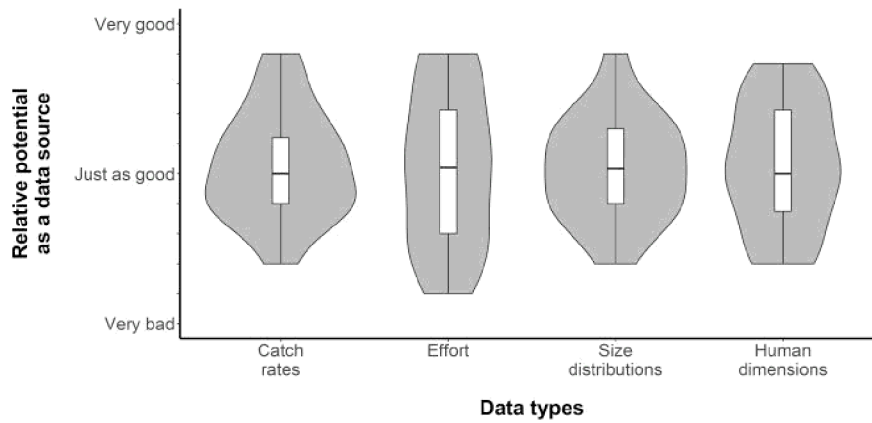 Very good
Just as good
Very bad
Relative potential
as a data source
Catch
rates
Effort
Size
distributions
Human
dimensions
Data types